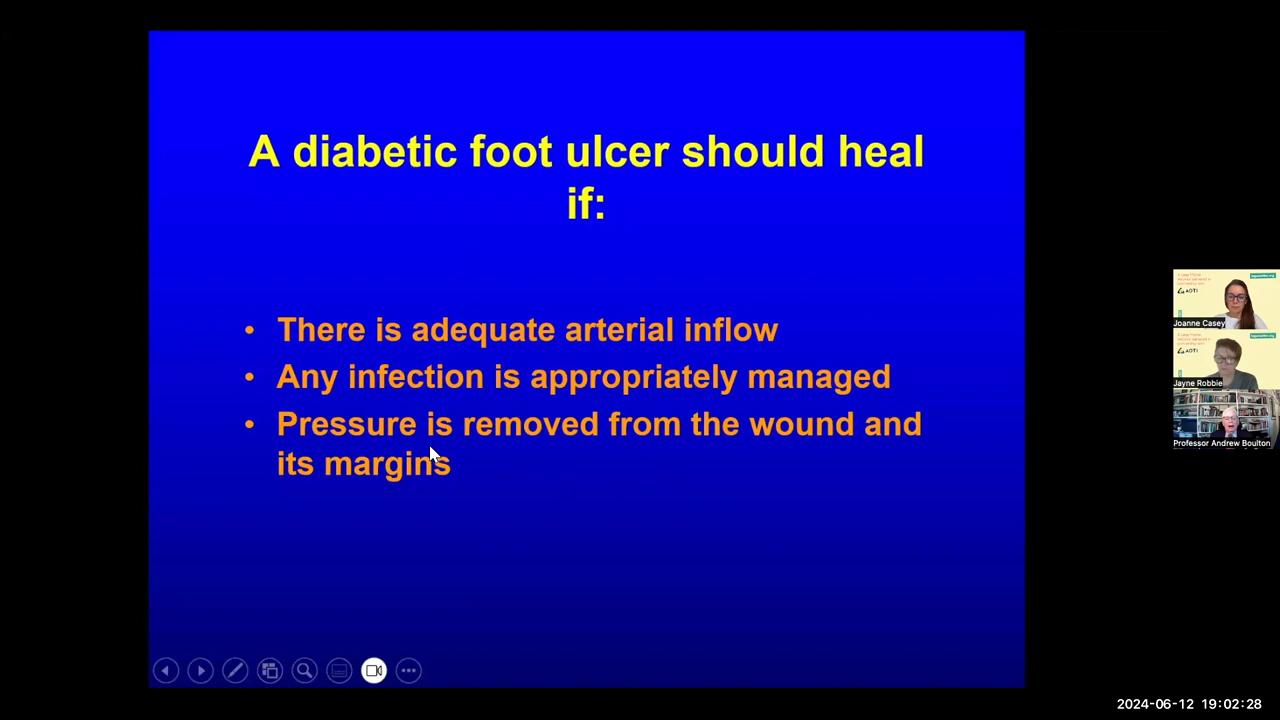 A diabetic foot ulcer should heal
if:
• There is adequate arterial inflow
• Any infection is appropriately managed
• Pressure is removed from the wound and
its margins
AOTI
Joanne Casey
AOTI
Jayne Robbie
Professor Andrew Boulton
2024-06-12 19:02:28